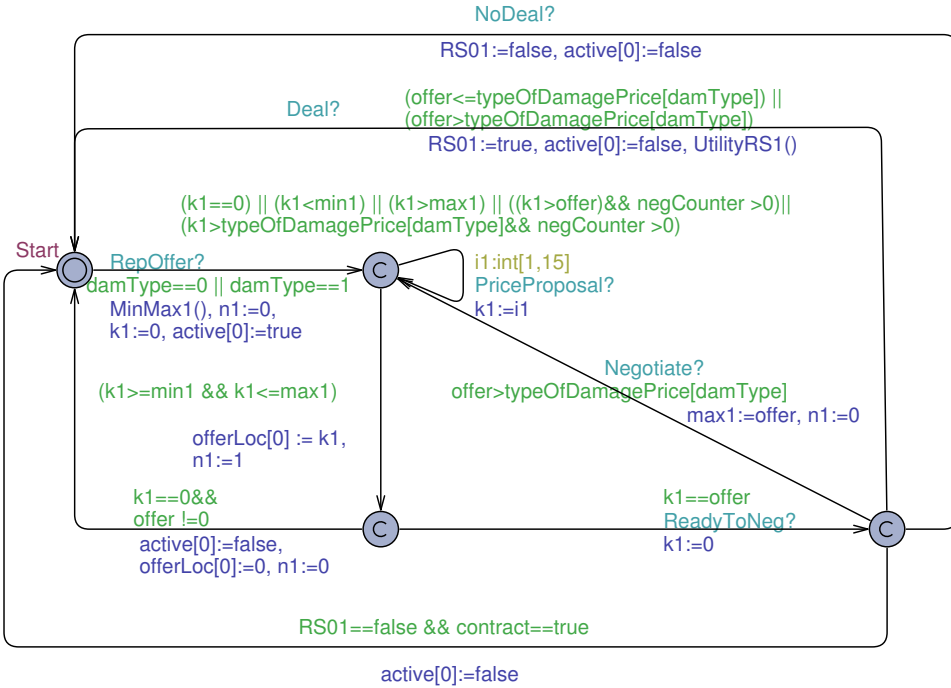 NoDeal?
RS01:=false, active[0]:=false
Deal?
(offer<=typeOfDamagePrice[damType]) ||
(offer>typeOfDamagePrice[damType])
RS01:=true, active[0]:=false, UtilityRS1()
(k1==0) || (k1<min1) || (k1>max1) || ((k1>offer)&& negCounter >0)||
(k1>typeOfDamagePrice[damType]&& negCounter >0)
Start
RepOffer?
damType==0 || damType==1
MinMax1(), n1:=0,
k1:=0, active[0]:=true
C
i1:int[1,15]
PriceProposal?
k1:=i1
Negotiate?
offer>typeOfDamagePrice[damType]
max1:=offer, n1:=0
(k1>=min1 && k1<=max1)
offerLoc[0] := k1,
n1:=1
k1==0&&
offer !=0
active[0]:=false,
offerLoc[0]:=0, n1:=0
C
k1==offer
ReadyToNeg?
k1:=0
C
RS01==false && contract==true
active[0]:=false